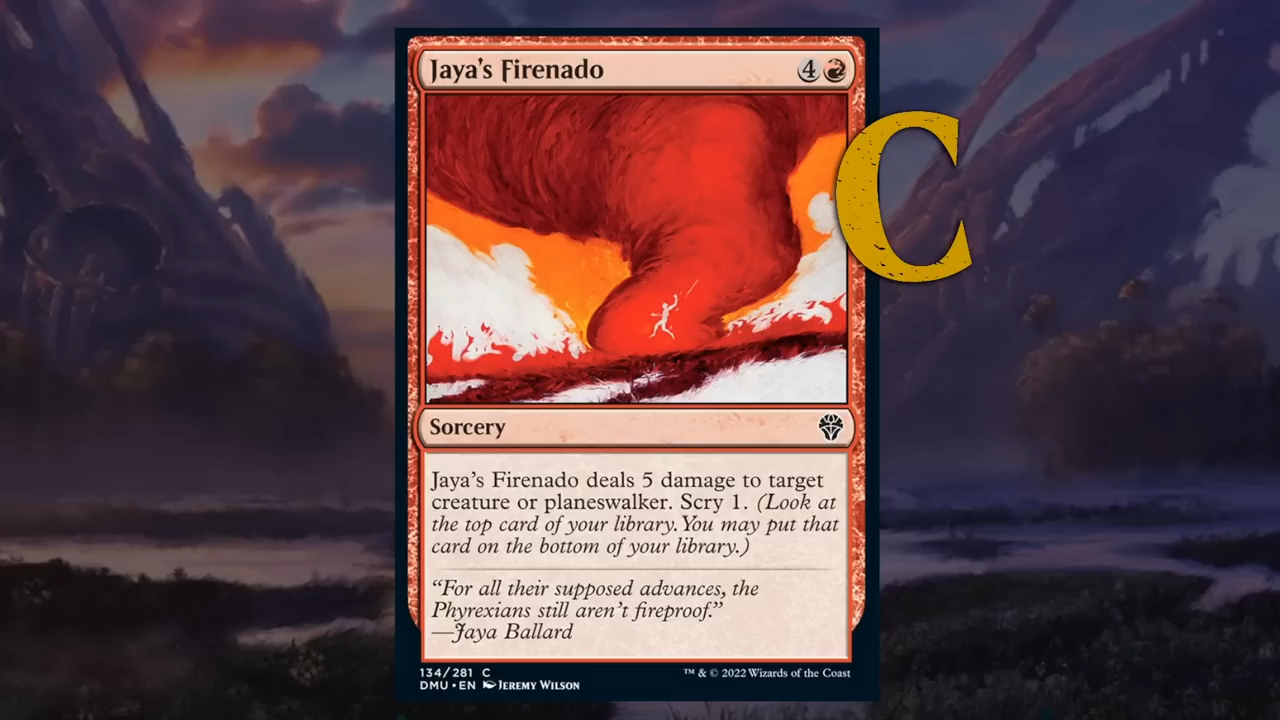 Jaya's Firenado 4
C
Sorcery
Jaya's Firenado deals 5 damage to target
creature or planeswalker. Scry 1. (Look at
the top card of your library. You may put that
card on the bottom of your library.)
"For all their supposed advances, the
Phyrexians still aren't fireproof."
—Jaya Ballard
134/281 C
DMU • EN Jeremy Wilson
™ & © 2022 Wizards of the Coast